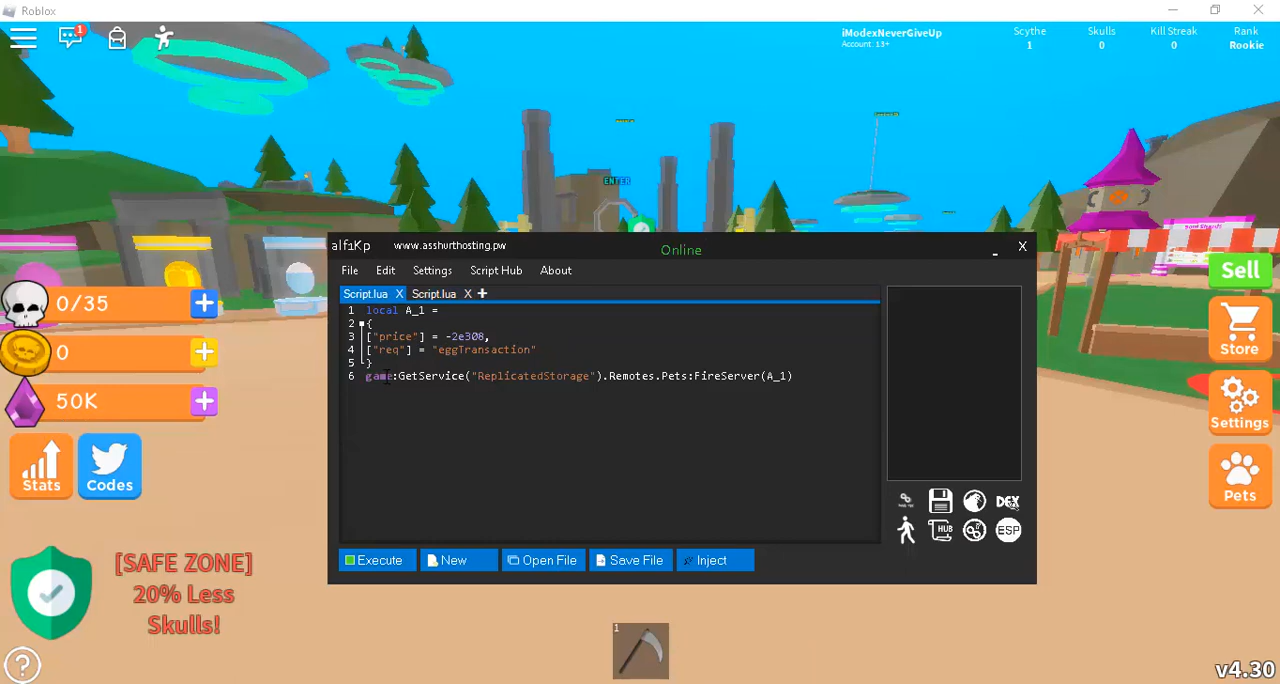 Roblox
1
iModexNeverGiveUp
Account: 13+
Scythe
1
Skulls
0
Kill Streak
0
Rank
Rookie
ENTER
alf1Kp
www.asshurthosting.pw
Online
X
File
Edit
Settings
Script Hub
About
Script.lua X
Script.lua X
1 local A_1 =
2 {
3 ["price"] = -2e308,
4 ["req"] = "eggTransaction"
5 }
6 game:GetService("ReplicatedStorage").Remotes.Pets:FireServer(A_1)
DEX
HUB
ESP
Execute
New
Open File
Save File
Inject
0/35
0
50K
Stats
Codes
Sell
Store
Settings
Pets
[SAFE ZONE]
20% Less
Skulls!
1
?
v4.30